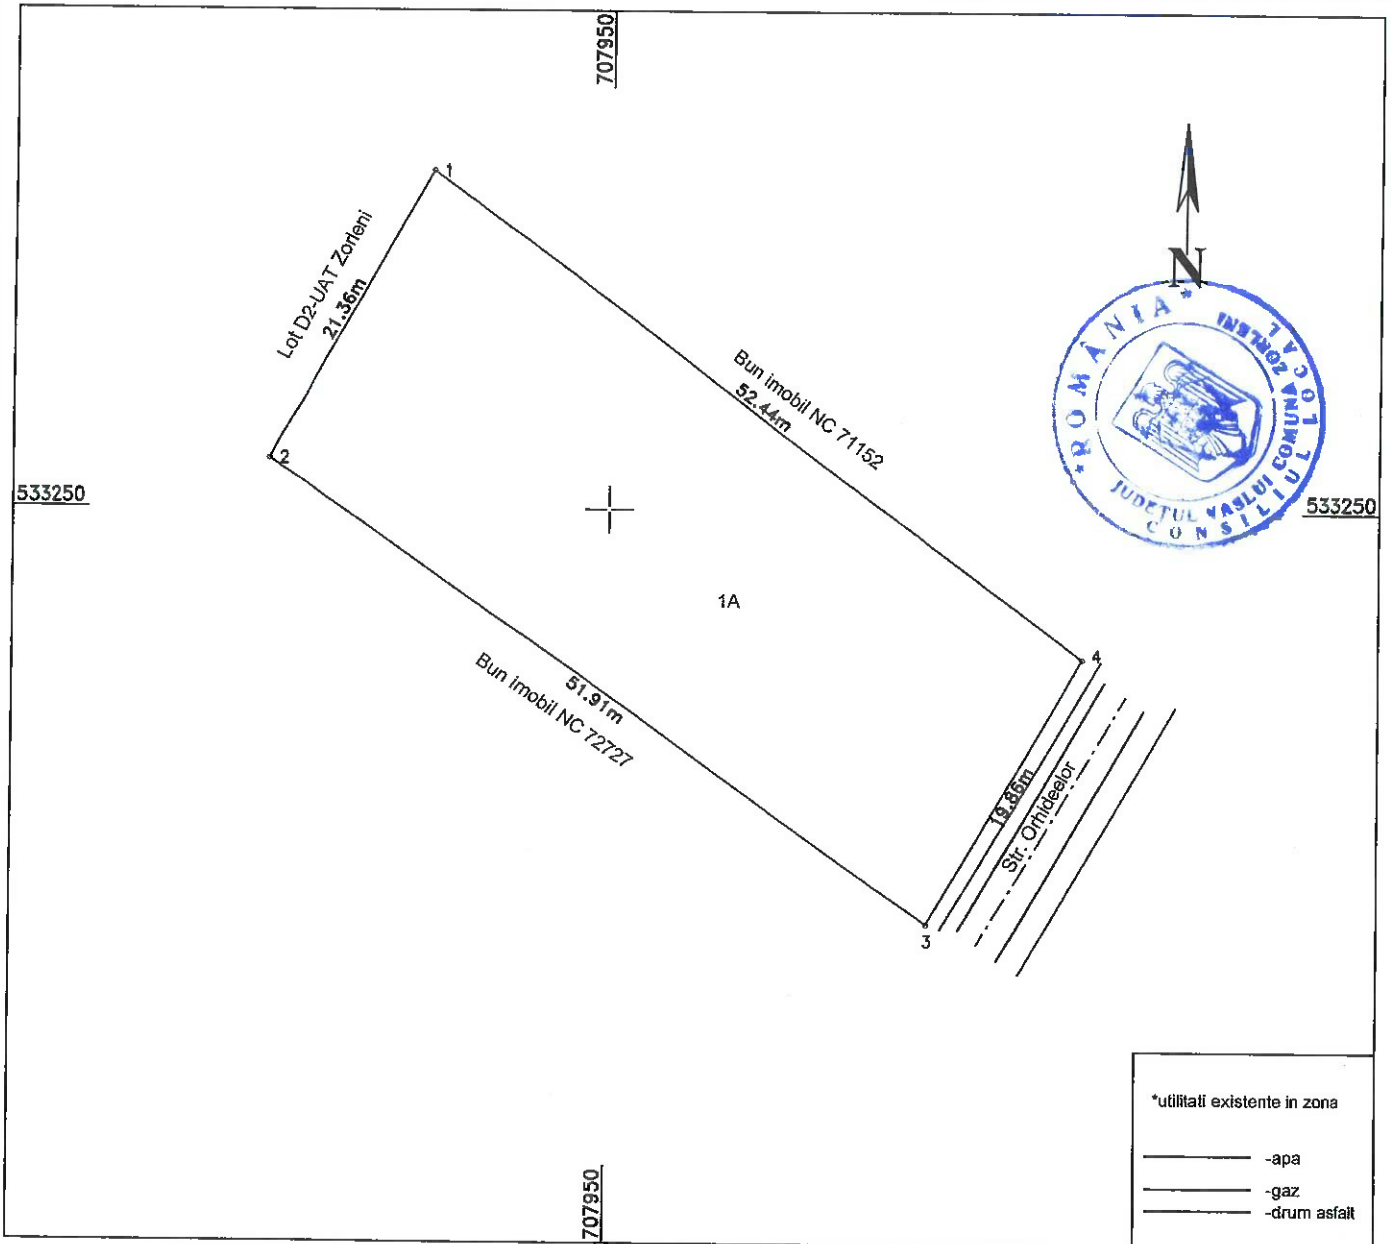 707950
1
Lot D2-UAT Zorleni
21.36m
Bun imobil NC 71152
52.44m
N
*ROMÂNIA*
CONSILIUL LOCAL
JUDEŢUL VASLUI COMUNA ZORLENI
2
533250
533250
1A
4
Bun imobil NC 72727
51.91m
19.86m
Str. Orhideelor
3
*utilitati existente in zona
-apa
-gaz
-drum asfalt
707950